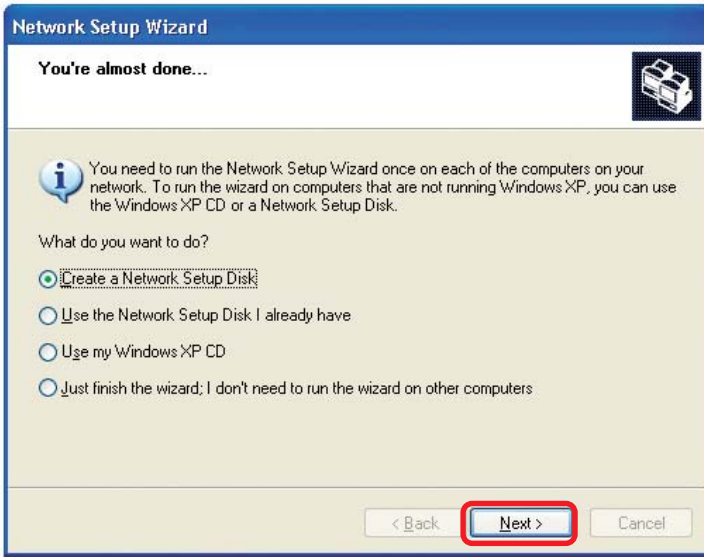 Network Setup Wizard
You're almost done...
You need to run the Network Setup Wizard once on each of the computers on your
network. To run the wizard on computers that are not running Windows XP, you can use
the Windows XP CD or a Network Setup Disk.
What do you want to do?
Create a Network Setup Disk
Use the Network Setup Disk I already have
Use my Windows XP CD
Just finish the wizard; I don't need to run the wizard on other computers
< Back Next > Cancel